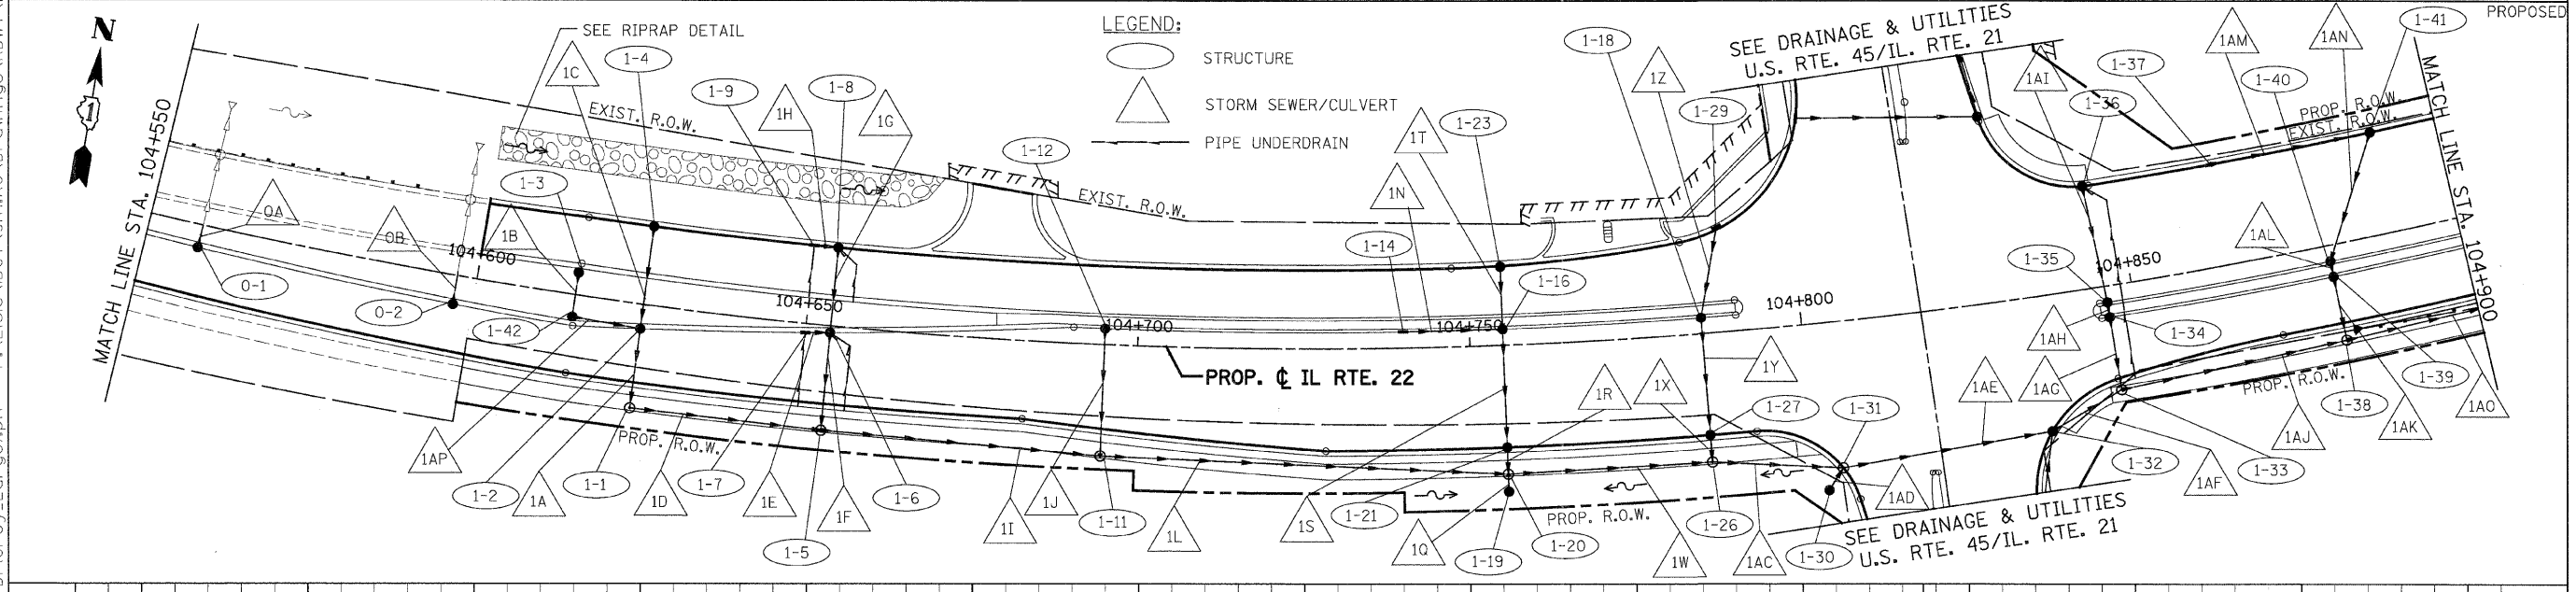 PROPOSED
LEGEND:
STRUCTURE
STORM SEWER/CULVERT
PIPE UNDERDRAIN
N
1
MATCH LINE STA. 104+550
SEE RIPRAP DETAIL
EXIST. R.O.W.
EXIST. R.O.W.
SEE DRAINAGE & UTILITIES
U.S. RTE. 45/IL. RTE. 21
PROP. R.O.W.
EXIST. R.O.W.
MATCH LINE STA. 104+900
1C
1-4
1-9
1H
1-8
1G
1-12
1T
1-23
1N
1-14
1-16
1-18
1Z
1-29
1AI
1-36
1-37
1AM
1-40
1AN
1-41
0A
0B
1-3
1B
0-1
0-2
1-42
104+600
104+650
104+700
104+750
104+800
104+850
1-35
1AL
1AH
1-34
PROP. ℄ IL RTE. 22
1R
1X
1Y
1-27
1-31
1AE
1AG
PROP. R.O.W.
1-39
1AO
1-38
1AK
1AJ
1-33
1AF
1-32
1AP
1-2
1A
1-1
PROP. R.O.W.
1D
1-7
1E
1F
1-6
1-5
1I
1J
1-11
1L
1S
1-21
1Q
1-19
1-20
PROP. R.O.W.
1W
1-26
1AC
1-30
1AD
SEE DRAINAGE & UTILITIES
U.S. RTE. 45/IL. RTE. 21